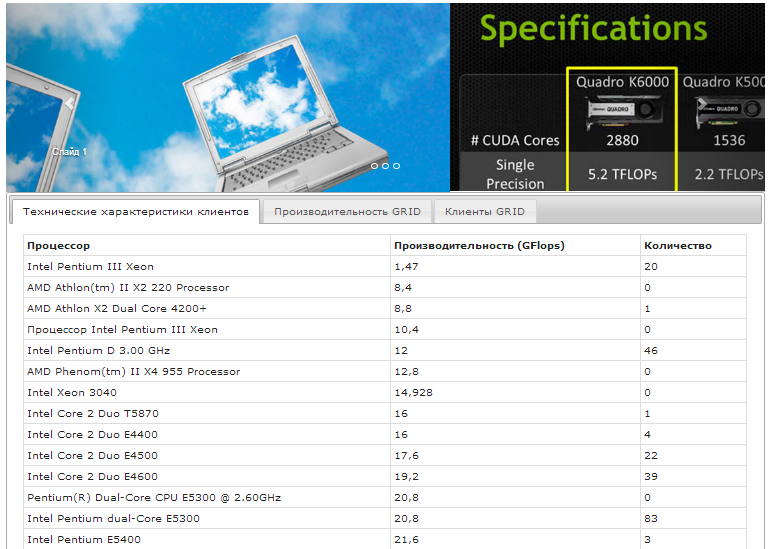 Specifications
Quadro K6000 Quadro K500
QUADRO QUADRO
# CUDA Cores 2880 1536
Single Precision 5.2 TFLOPs 2.2 TFLOPs
Слайд 1
Технические характеристики клиентов Производительность GRID Клиенты GRID
Процессор Производительность (GFlops) Количество
Intel Pentium III Xeon 1,47 20
AMD Athlon(tm) II X2 220 Processor 8,4 0
AMD Athlon X2 Dual Core 4200+ 8,8 1
Процессор Intel Pentium III Xeon 10,4 0
Intel Pentium D 3.00 GHz 12 46
AMD Phenom(tm) II X4 955 Processor 12,8 0
Intel Xeon 3040 14,928 0
Intel Core 2 Duo T5870 16 1
Intel Core 2 Duo E4400 16 4
Intel Core 2 Duo E4500 17,6 22
Intel Core 2 Duo E4600 19,2 39
Pentium(R) Dual-Core CPU E5300 @ 2.60GHz 20,8 0
Intel Pentium dual-Core E5300 20,8 83
Intel Pentium E5400 21,6 3